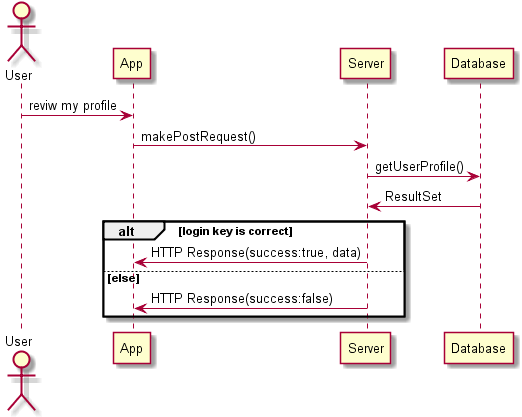 User
App
Server
Database
reviw my profile
makePostRequest()
getUserProfile()
ResultSet
alt [login key is correct]
HTTP Response(success:true, data)
[else]
HTTP Response(success:false)
User
App
Server
Database